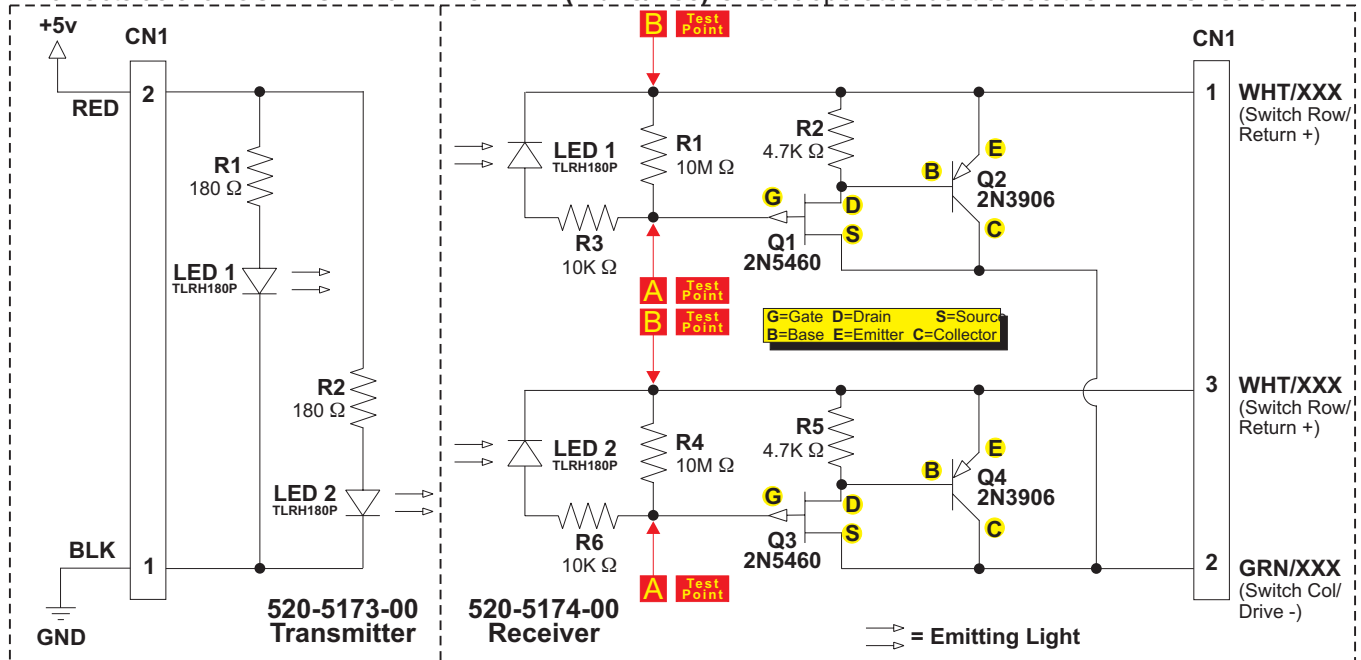 B Test Point
+5v
CN1
CN1
2
RED
R1
180 Ω
LED 1
TLRH180P
R2
180 Ω
LED 2
TLRH180P
BLK
1
GND
520-5173-00
Transmitter
LED 1
TLRH180P
R1
10M Ω
R2
4.7K Ω
B
E
Q2
2N3906
C
G
D
S
Q1
2N5460
R3
10K Ω
A Test Point
B Test Point
G=Gate D=Drain S=Source
B=Base E=Emitter C=Collector
LED 2
TLRH180P
R4
10M Ω
R5
4.7K Ω
B
E
Q4
2N3906
C
G
D
S
Q3
2N5460
R6
10K Ω
A Test Point
520-5174-00
Receiver
= Emitting Light
1
WHT/XXX
(Switch Row/
Return +)
3
WHT/XXX
(Switch Row/
Return +)
2
GRN/XXX
(Switch Col/
Drive -)